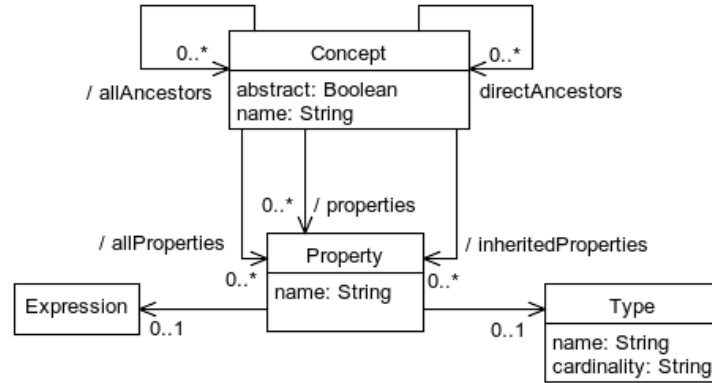 Concept
0..*
0..*
/ allAncestors
abstract: Boolean
directAncestors
name: String
0..*
/ properties
/ allProperties
Property
/ inheritedProperties
0..*
0..*
Expression
name: String
Type
0..1
0..1
name: String
cardinality: String